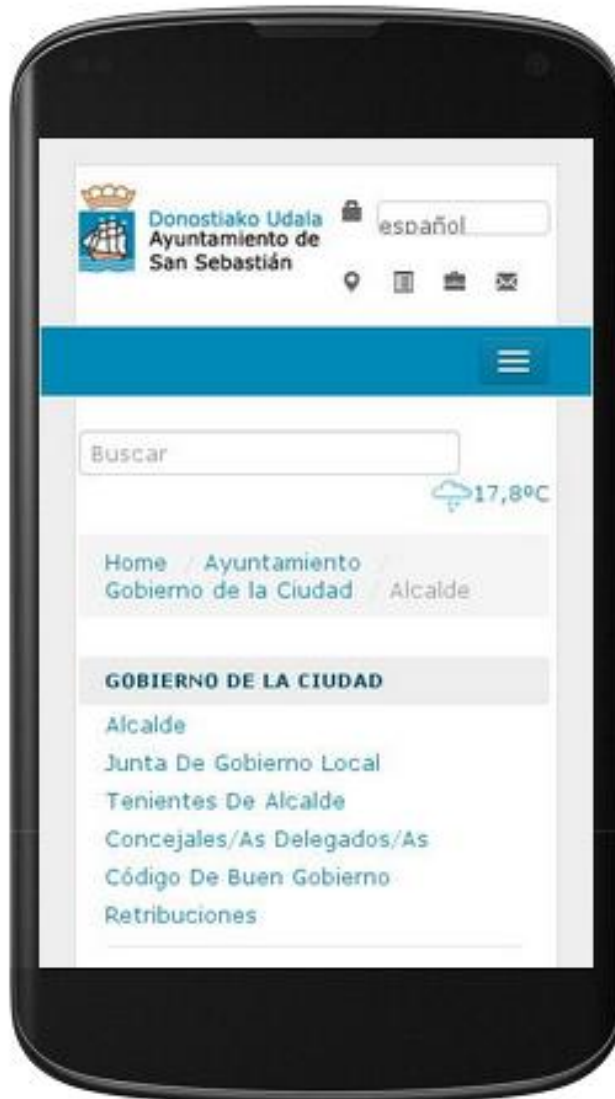 Donostiako Udala
Ayuntamiento de
San Sebastián
español
Buscar
17,8ºC
Home / Ayuntamiento /
Gobierno de la Ciudad / Alcalde
GOBIERNO DE LA CIUDAD
Alcalde
Junta De Gobierno Local
Tenientes De Alcalde
Concejales/As Delegados/As
Código De Buen Gobierno
Retribuciones